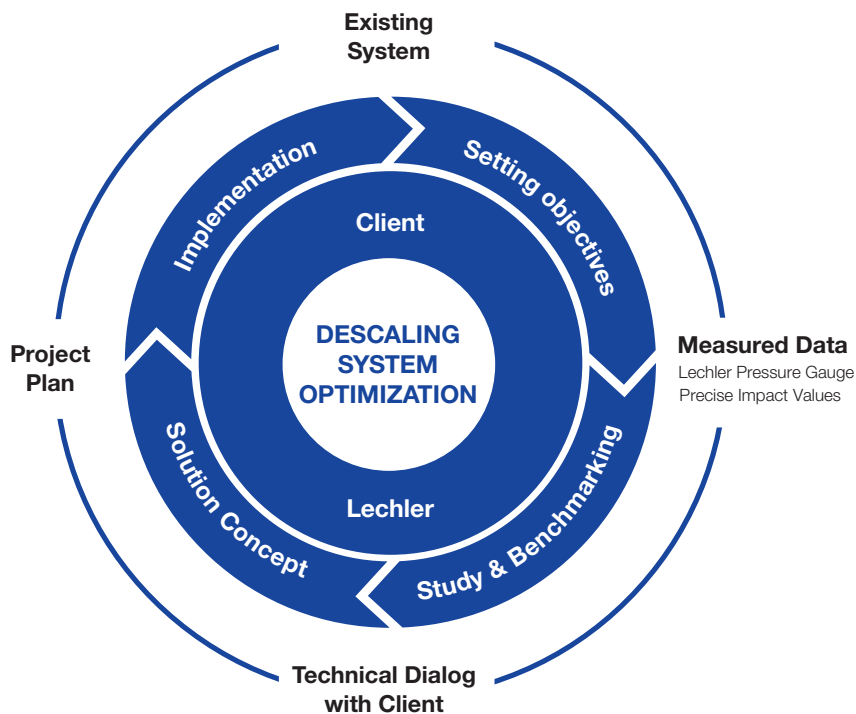 Existing
System
Implementation
Setting objectives
Client
DESCALING
SYSTEM
OPTIMIZATION
Project
Plan
Measured Data
Lechler Pressure Gauge
Precise Impact Values
Solution Concept
Lechler
Study & Benchmarking
Technical Dialog
with Client